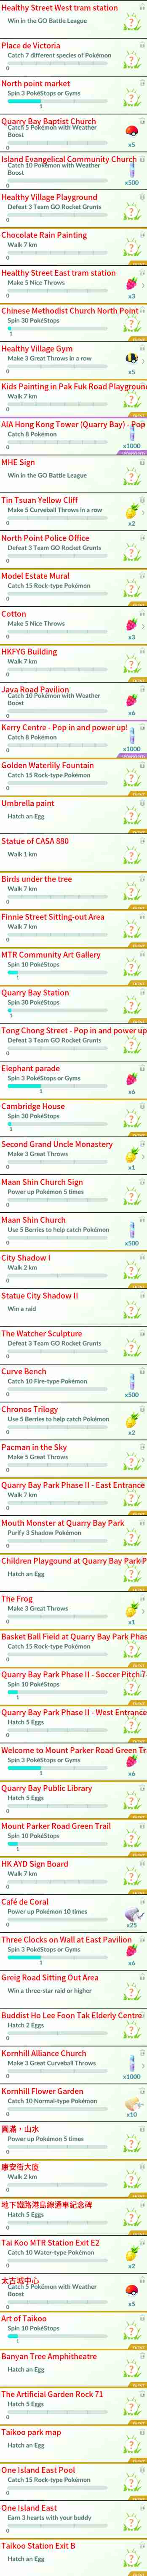 Healthy Street West tram station
Win in the GO Battle League
Place de Victoria
Catch 7 different species of Pokémon
0
North point market
Spin 3 PokéStops or Gyms
1
Quarry Bay Baptist Church
Catch 5 Pokémon with Weather
Boost
x5
0
Island Evangelical Community Church
Catch 10 Pokémon with Weather
Boost
x500
0
Healthy Village Playground
Defeat 3 Team GO Rocket Grunts
0
Chocolate Rain Painting
Walk 7 km
0
Healthy Street East tram station
Make 5 Nice Throws
x3
0
Chinese Methodist Church North Point
Spin 30 PokéStops
1
Healthy Village Gym
Make 3 Great Throws in a row
x5
0
Kids Painting in Pak Fuk Road Playground
Walk 7 km
0
AIA Hong Kong Tower (Quarry Bay) - Pop
Catch 8 Pokémon
x1000
0
MHE Sign
Win in the GO Battle League
Tin Tsuan Yellow Cliff
Make 5 Curveball Throws in a row
x2
0
North Point Police Office
Defeat 3 Team GO Rocket Grunts
0
Model Estate Mural
Catch 15 Rock-type Pokémon
0
Cotton
Make 5 Nice Throws
x3
0
HKFYG Building
Walk 7 km
0
Java Road Pavilion
Catch 10 Pokémon with Weather
Boost
x6
0
Kerry Centre - Pop in and power up!
Catch 8 Pokémon
x1000
0
Golden Waterlily Fountain
Catch 15 Rock-type Pokémon
0
Umbrella paint
Hatch an Egg
Statue of CASA 880
Walk 1 km
Birds under the tree
Walk 7 km
0
Finnie Street Sitting-out Area
Walk 7 km
0
MTR Community Art Gallery
Spin 10 PokéStops
1
Quarry Bay Station
Spin 30 PokéStops
1
Tong Chong Street - Pop in and power up
Defeat 3 Team GO Rocket Grunts
0
Elephant parade
Spin 3 PokéStops or Gyms
x6
1
Cambridge House
Spin 30 PokéStops
1
Second Grand Uncle Monastery
Make 3 Great Throws
x1
0
Maan Shin Church Sign
Power up Pokémon 5 times
0
Maan Shin Church
Use 5 Berries to help catch Pokémon
x500
0
City Shadow I
Walk 2 km
0
Statue City Shadow II
Win a raid
The Watcher Sculpture
Defeat 3 Team GO Rocket Grunts
0
Curve Bench
Catch 10 Fire-type Pokémon
x500
0
Chronos Trilogy
Use 5 Berries to help catch Pokémon
x2
0
Pacman in the Sky
Make 5 Great Throws
0
Quarry Bay Park Phase II - East Entrance
Walk 7 km
0
Mouth Monster at Quarry Bay Park
Purify 3 Shadow Pokémon
0
Children Playgound at Quarry Bay Park P
Hatch an Egg
The Frog
Make 3 Great Throws
x1
0
Basket Ball Field at Quarry Bay Park Phas
Catch 15 Rock-type Pokémon
0
Quarry Bay Park Phase II - Soccer Pitch 7-
Spin 10 PokéStops
1
Quarry Bay Park Phase II - West Entrance
Hatch 5 Eggs
0
Welcome to Mount Parker Road Green Tr
Spin 3 PokéStops or Gyms
x6
1
Quarry Bay Public Library
Hatch 5 Eggs
0
Mount Parker Road Green Trail
Spin 10 PokéStops
1
HK AYD Sign Board
Walk 7 km
0
Café de Coral
Power up Pokémon 10 times
x25
0
Three Clocks on Wall at East Pavilion
Spin 3 PokéStops or Gyms
x6
1
Greig Road Sitting Out Area
Win a three-star raid or higher
Buddist Ho Lee Foon Tak Elderly Centre
Hatch 2 Eggs
0
Kornhill Alliance Church
Make 3 Great Curveball Throws
x1000
0
Kornhill Flower Garden
Catch 10 Normal-type Pokémon
x10
0
圓滿，山水
Power up Pokémon 5 times
0
康安街大廈
Walk 2 km
0
地下鐵路港島線通車紀念碑
Hatch 5 Eggs
0
Tai Koo MTR Station Exit E2
Catch 10 Water-type Pokémon
x2
0
太古城中心
Catch 5 Pokémon with Weather
Boost
x5
0
Art of Taikoo
Spin 10 PokéStops
1
Banyan Tree Amphitheatre
Hatch an Egg
The Artificial Garden Rock 71
Hatch 5 Eggs
0
Taikoo park map
Hatch an Egg
One Island East Pool
Catch 15 Rock-type Pokémon
0
One Island East
Earn 3 hearts with your buddy
0
Taikoo Station Exit B
Hatch an Egg